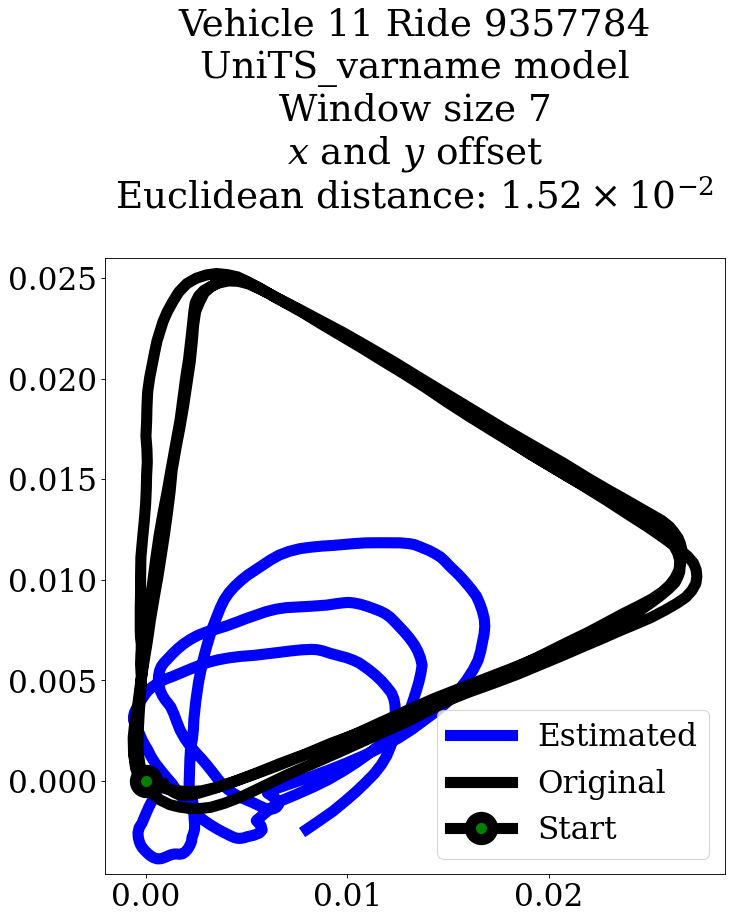 Vehicle 11 Ride 9357784
UniTS_varname model
Window size 7
x and y offset
Euclidean distance: 1.52 × 10⁻²
0.025
0.020
0.015
0.010
0.005
0.000
Estimated
Original
Start
0.00 0.01 0.02